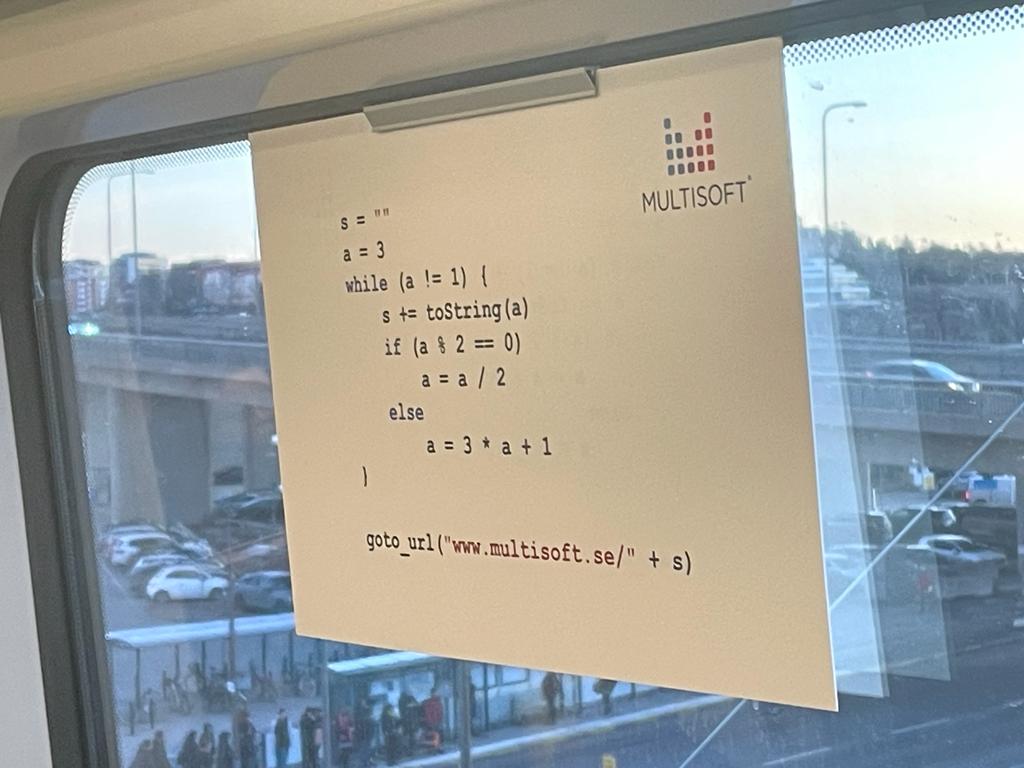 MULTISOFT®
s = ""
a = 3
while (a != 1) {
    s += toString(a)
    if (a % 2 == 0)
        a = a / 2
    else
        a = 3 * a + 1
}
goto_url("www.multisoft.se/" + s)